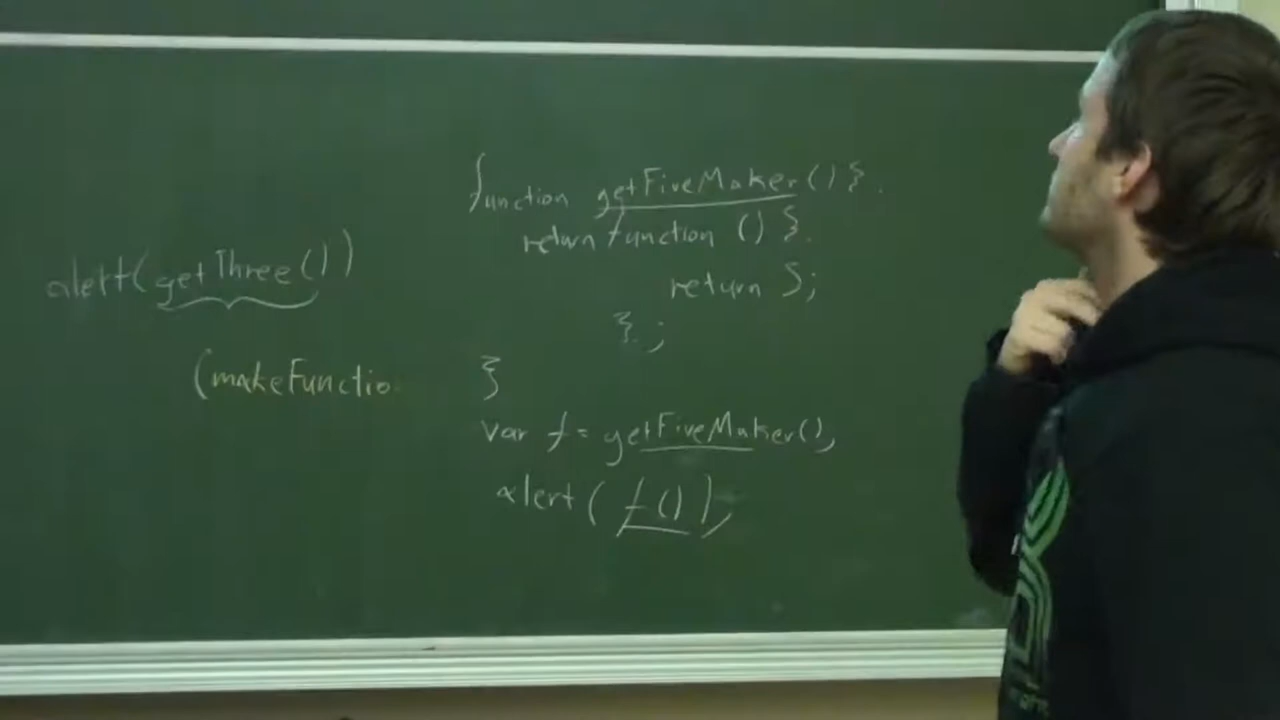 alert(getThree())
(makeFunctio
function getFiveMaker() {
return function () {
return 5;
};
}
var f = getFiveMaker();
alert(f());